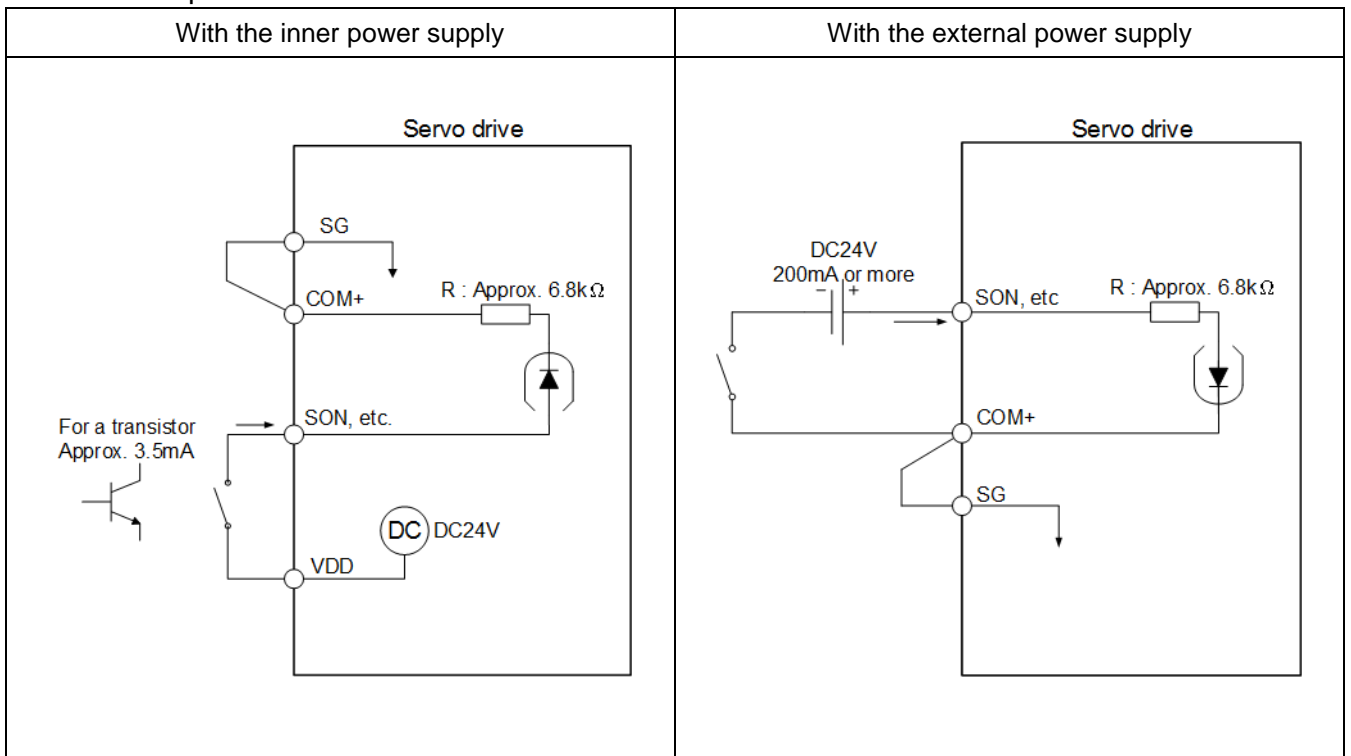 With the inner power supply
With the external power supply
Servo drive
SG
COM+
R : Approx. 6.8kΩ
SON, etc.
For a transistor
Approx. 3.5mA
DC
DC24V
VDD
Servo drive
DC24V
200mA or more
− +
SON, etc
R : Approx. 6.8kΩ
COM+
SG